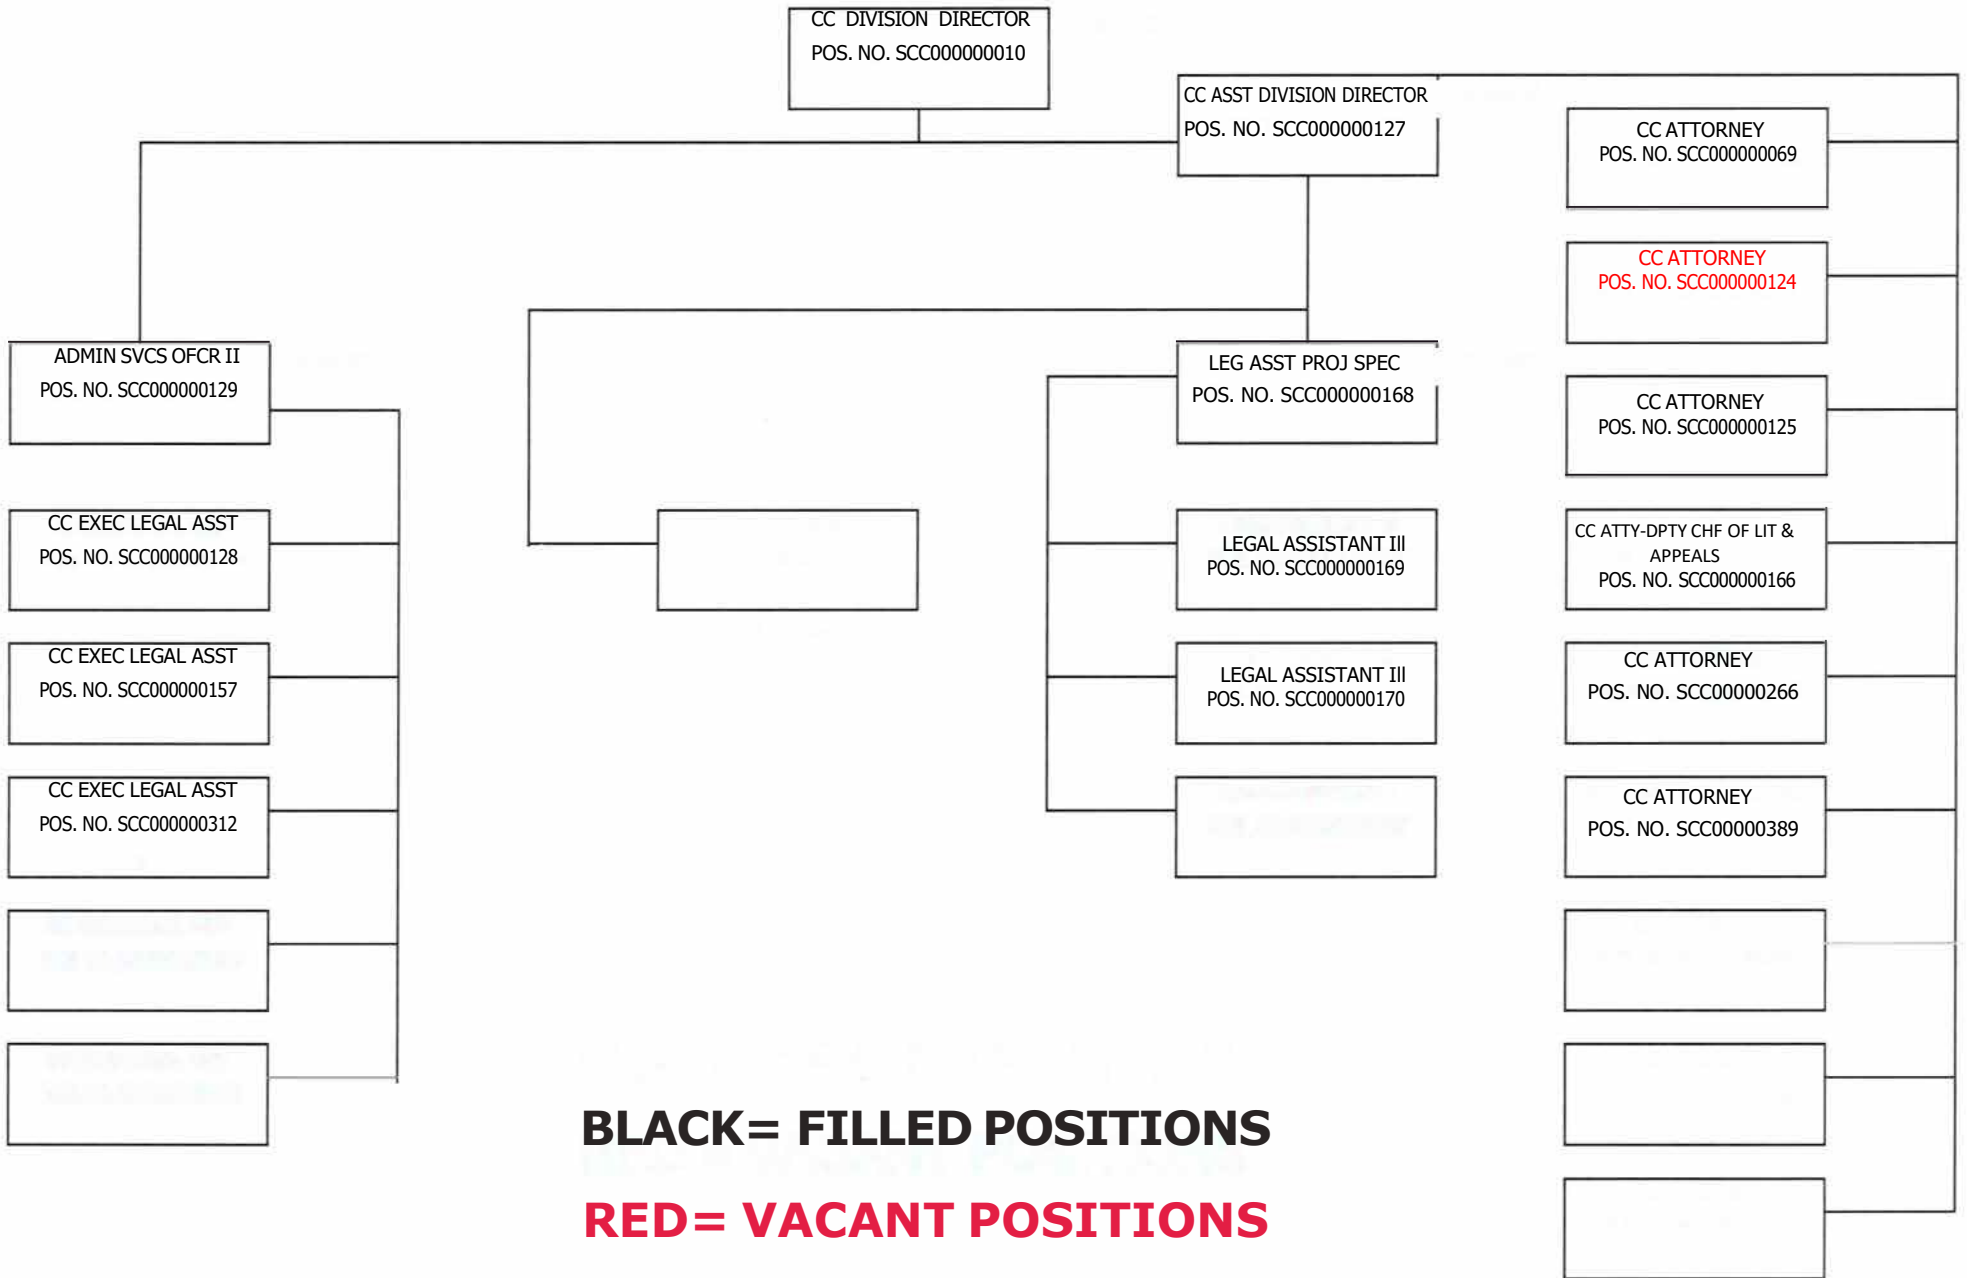 CC DIVISION DIRECTOR
POS. NO. SCC000000010
CC ASST DIVISION DIRECTOR
POS. NO. SCC000000127
CC ATTORNEY
POS. NO. SCC000000069
CC ATTORNEY
POS. NO. SCC000000124
ADMIN SVCS OFCR II
POS. NO. SCC000000129
LEG ASST PROJ SPEC
POS. NO. SCC000000168
CC ATTORNEY
POS. NO. SCC000000125
CC EXEC LEGAL ASST
POS. NO. SCC000000128
LEGAL ASSISTANT Ill
POS. NO. SCC000000169
CC ATTY-DPTY CHF OF LIT &
APPEALS
POS. NO. SCC000000166
CC EXEC LEGAL ASST
POS. NO. SCC000000157
LEGAL ASSISTANT Ill
POS. NO. SCC000000170
CC ATTORNEY
POS. NO. SCC00000266
CC EXEC LEGAL ASST
POS. NO. SCC000000312
CC ATTORNEY
POS. NO. SCC00000389
BLACK= FILLED POSITIONS
RED= VACANT POSITIONS